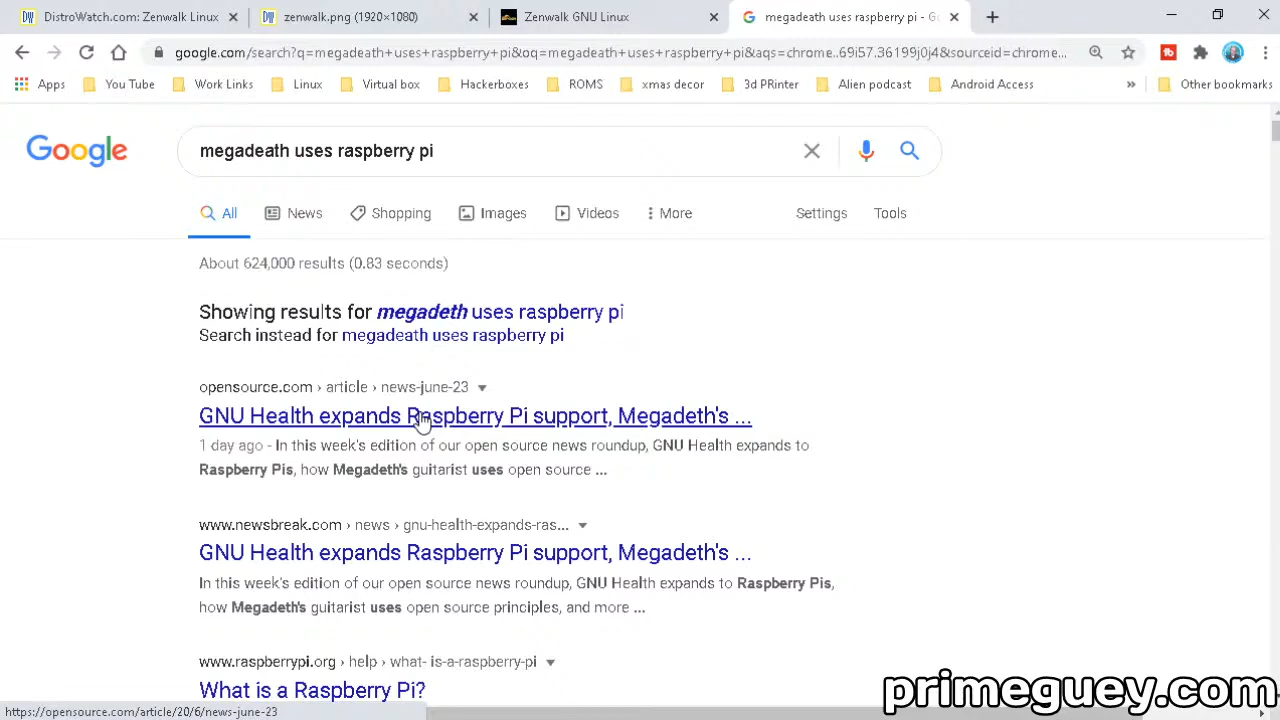 DistroWatch.com: Zenwalk Linux
zenwalk.png (1920×1080)
Zenwalk GNU Linux
megadeath uses raspberry pi - Go
google.com/search?q=megadeath+uses+raspberry+pi&oq=megadeath+uses+raspberry+pi&aqs=chrome..69i57.36199j0j4&sourceid=chrome...
Apps
You Tube
Work Links
Linux
Virtual box
Hackerboxes
ROMS
xmas decor
3d PRinter
Alien podcast
Android Access
»
Other bookmarks
Google
megadeath uses raspberry pi
All
News
Shopping
Images
Videos
More
Settings
Tools
About 624,000 results (0.83 seconds)
Showing results for megadeth uses raspberry pi
Search instead for megadeath uses raspberry pi
opensource.com › article › news-june-23
GNU Health expands Raspberry Pi support, Megadeth's ...
1 day ago - In this week's edition of our open source news roundup, GNU Health expands to
Raspberry Pis, how Megadeth's guitarist uses open source ...
www.newsbreak.com › news › gnu-health-expands-ras...
GNU Health expands Raspberry Pi support, Megadeth's ...
In this week's edition of our open source news roundup, GNU Health expands to Raspberry Pis,
how Megadeth's guitarist uses open source principles, and more ...
www.raspberrypi.org › help › what- is-a-raspberry-pi
What is a Raspberry Pi?
https://opensource.com/article/20/6/news-june-23
primeguey.com